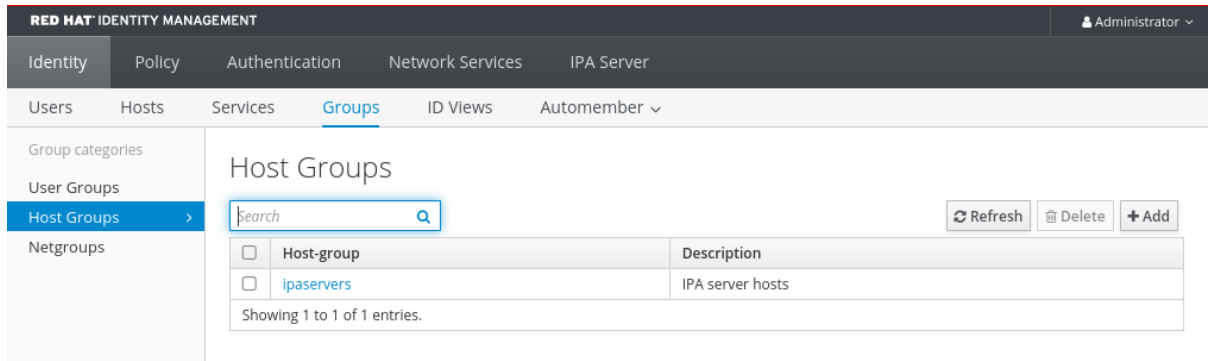 RED HAT® IDENTITY MANAGEMENT Administrator
Identity Policy Authentication Network Services IPA Server
Users Hosts Services Groups ID Views Automember
Group categories
User Groups
Host Groups
Netgroups
Host Groups
Search Refresh Delete Add
Host-group Description
ipaservers IPA server hosts
Showing 1 to 1 of 1 entries.